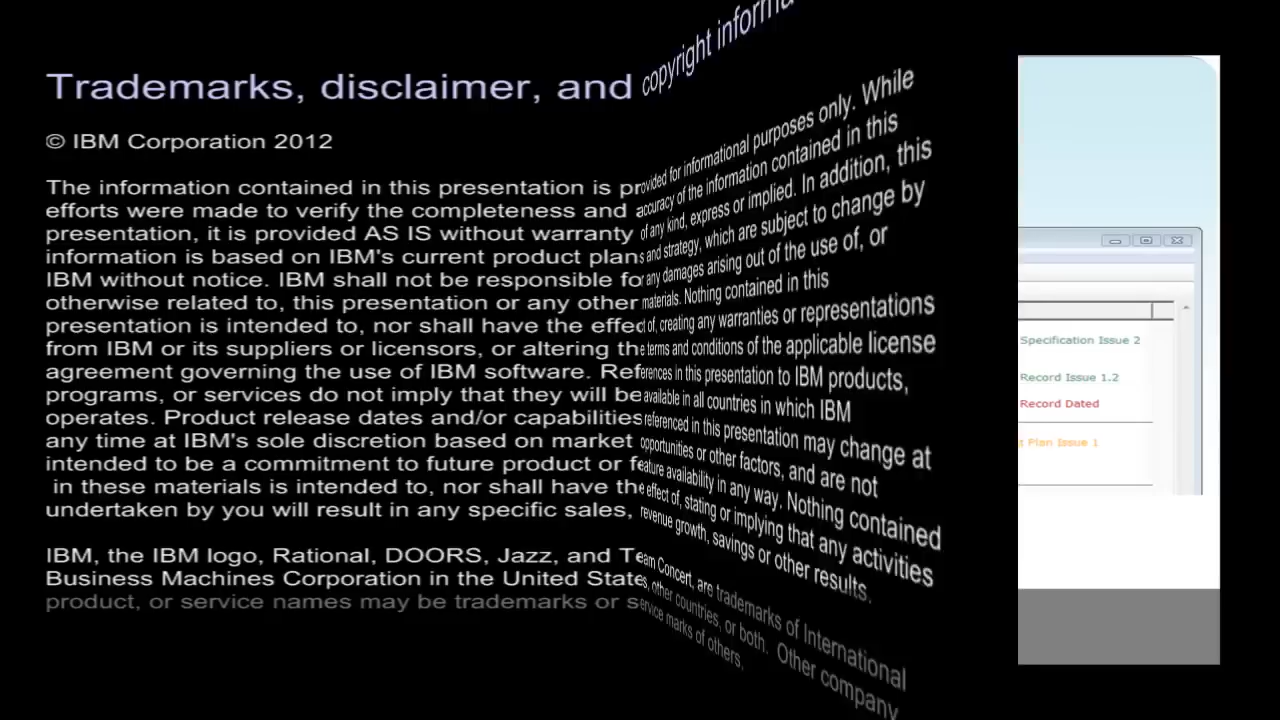 Trademarks, disclaimer, and copyright informa
© IBM Corporation 2012
The information contained in this presentation is provided for informational purposes only. While
efforts were made to verify the completeness and accuracy of the information contained in this
presentation, it is provided AS IS without warranty of any kind, express or implied. In addition, this
information is based on IBM's current product plans and strategy, which are subject to change by
IBM without notice. IBM shall not be responsible for any damages arising out of the use of, or
otherwise related to, this presentation or any other materials. Nothing contained in this
presentation is intended to, nor shall have the effect of, creating any warranties or representations
from IBM or its suppliers or licensors, or altering the terms and conditions of the applicable license
agreement governing the use of IBM software. References in this presentation to IBM products,
programs, or services do not imply that they will be available in all countries in which IBM
operates. Product release dates and/or capabilities referenced in this presentation may change at
any time at IBM's sole discretion based on market opportunities or other factors, and are not
intended to be a commitment to future product or feature availability in any way. Nothing contained
in these materials is intended to, nor shall have the effect of, stating or implying that any activities
undertaken by you will result in any specific sales, revenue growth, savings or other results.
IBM, the IBM logo, Rational, DOORS, Jazz, and Team Concert, are trademarks of International
Business Machines Corporation in the United States, other countries, or both. Other company
product, or service names may be trademarks or service marks of others.
Specification Issue 2
Record Issue 1.2
Record Dated
t Plan Issue 1